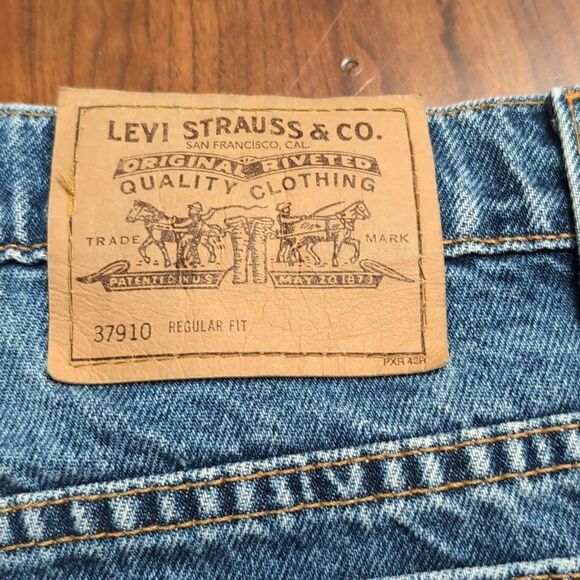 LEVI STRAUSS & CO.
SAN FRANCISCO, CAL.
ORIGINAL RIVETED
QUALITY CLOTHING
TRADE MARK
PATENTED IN U.S. MAY 20 1873
37910 REGULAR FIT
PXR 42R